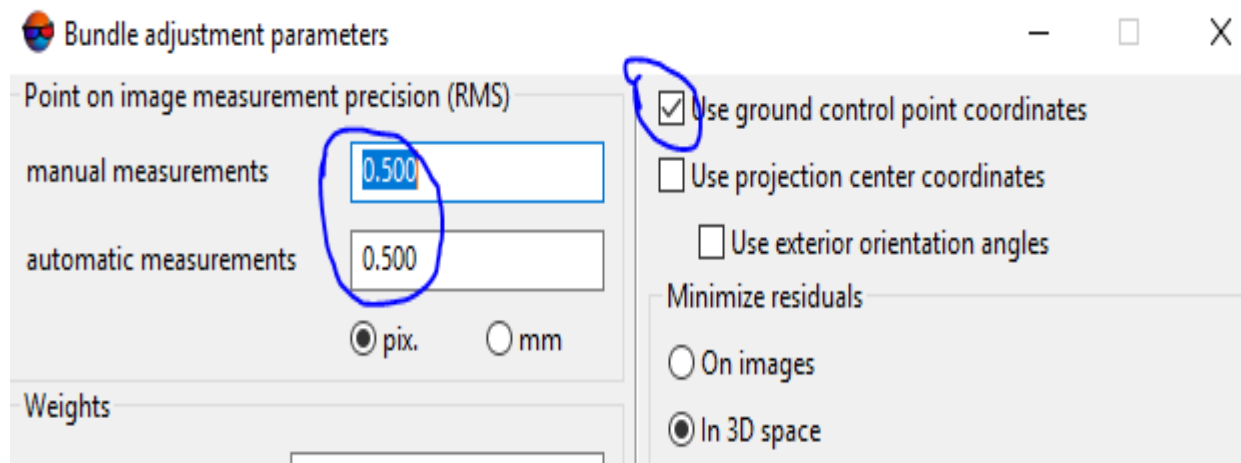 Bundle adjustment parameters
Point on image measurement precision (RMS)
manual measurements 0.500
automatic measurements 0.500
pix. mm
Weights
Use ground control point coordinates
Use projection center coordinates
Use exterior orientation angles
Minimize residuals
On images
In 3D space